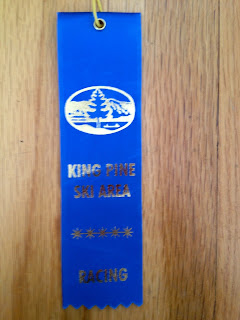 KING PINE
SKI AREA
*****
RACING